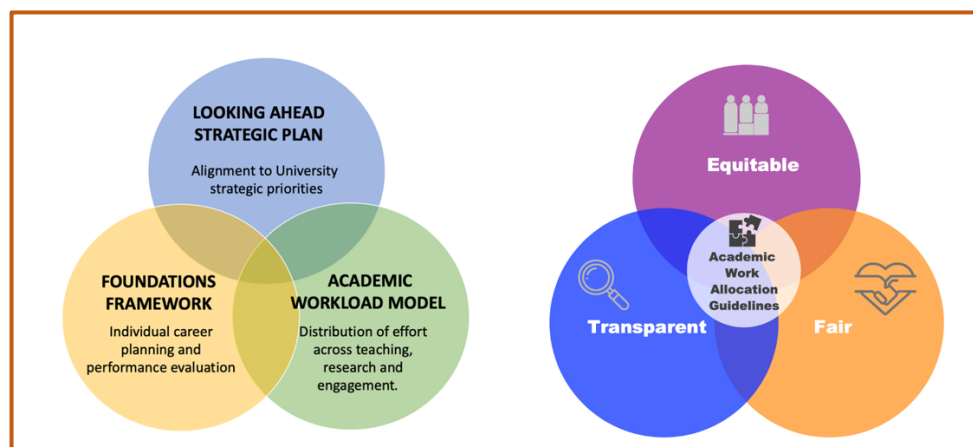 LOOKING AHEAD
STRATEGIC PLAN
Alignment to University
strategic priorities
FOUNDATIONS
FRAMEWORK
Individual career
planning and
performance evaluation
ACADEMIC
WORKLOAD MODEL
Distribution of effort
across teaching,
research and
engagement.
Equitable
Academic
Work
Allocation
Guidelines
Transparent
Fair